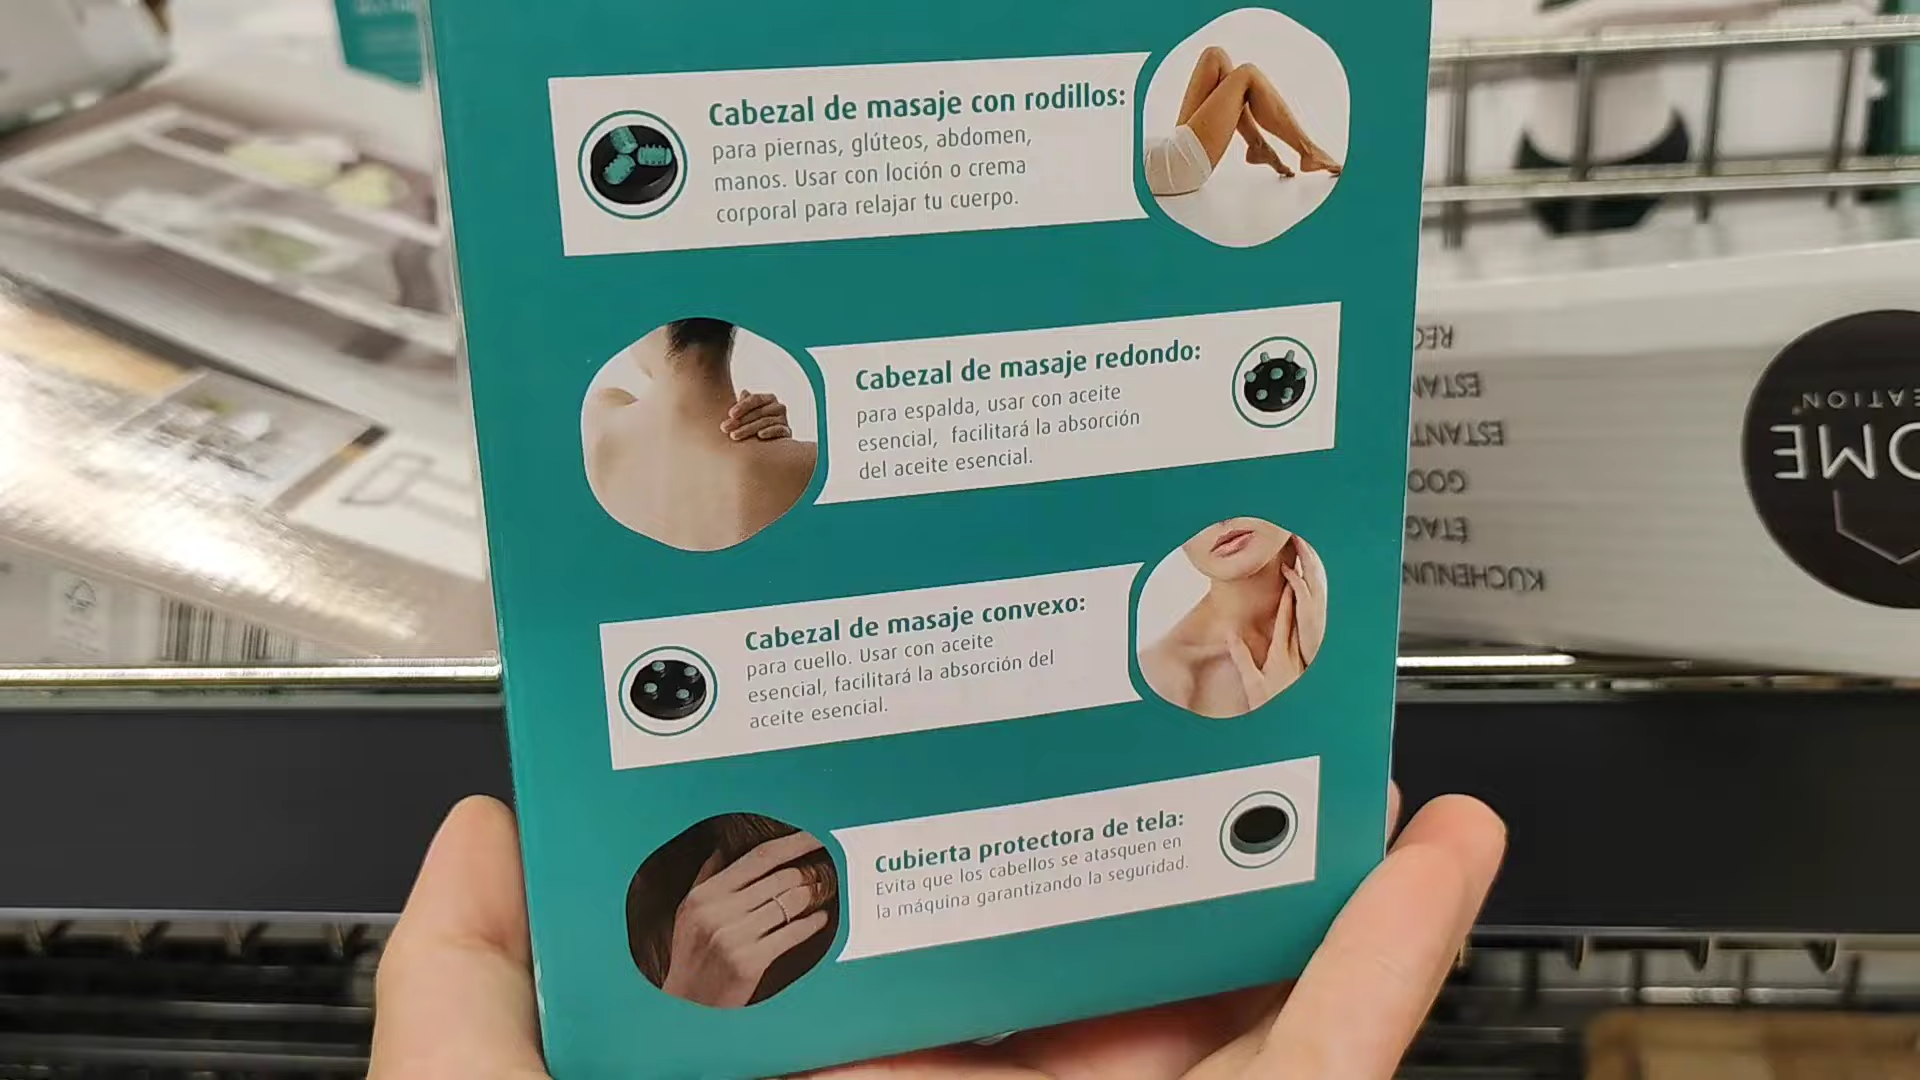 Cabezal de masaje con rodillos:
para piernas, glúteos, abdomen,
manos. Usar con loción o crema
corporal para relajar tu cuerpo.
Cabezal de masaje redondo:
para espalda, usar con aceite
esencial, facilitará la absorción
del aceite esencial.
Cabezal de masaje convexo:
para cuello. Usar con aceite
esencial, facilitará la absorción del
aceite esencial.
Cubierta protectora de tela:
Evita que los cabellos se atasquen en
la máquina garantizando la seguridad.